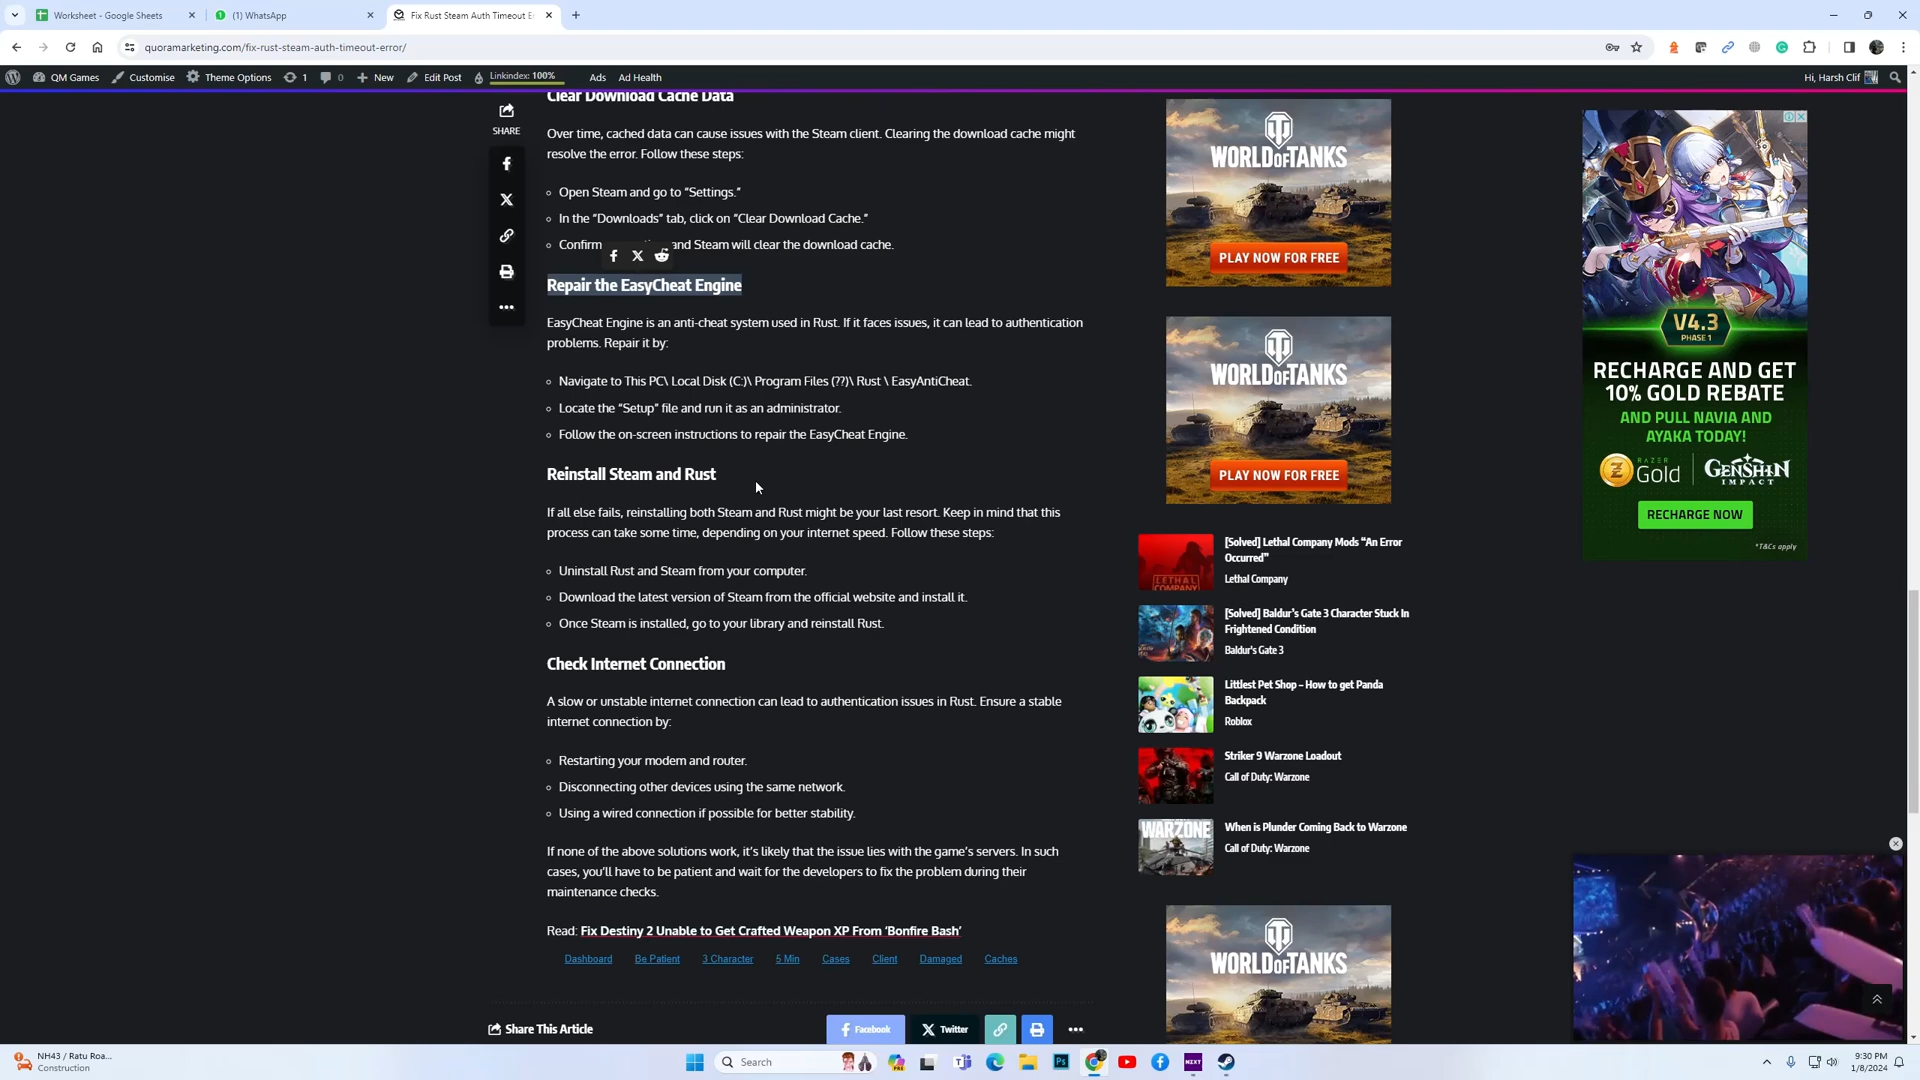 Worksheet - Google Sheets
(1) WhatsApp
Fix Rust Steam Auth Timeout E
quoramarketing.com/fix-rust-steam-auth-timeout-error/
QM Games
Customise
Theme Options
1
0
New
Edit Post
Linkindex: 100%
Ads
Ad Health
Hi, Harsh Clif
SHARE
Clear Download Cache Data
Over time, cached data can cause issues with the Steam client. Clearing the download cache might
resolve the error. Follow these steps:
Open Steam and go to “Settings.”
In the “Downloads” tab, click on “Clear Download Cache.”
Confirm and Steam will clear the download cache.
Repair the EasyCheat Engine
EasyCheat Engine is an anti-cheat system used in Rust. If it faces issues, it can lead to authentication
problems. Repair it by:
Navigate to This PC\ Local Disk (C:)\ Program Files (??)\ Rust \ EasyAntiCheat.
Locate the “Setup” file and run it as an administrator.
Follow the on-screen instructions to repair the EasyCheat Engine.
Reinstall Steam and Rust
If all else fails, reinstalling both Steam and Rust might be your last resort. Keep in mind that this
process can take some time, depending on your internet speed. Follow these steps:
Uninstall Rust and Steam from your computer.
Download the latest version of Steam from the official website and install it.
Once Steam is installed, go to your library and reinstall Rust.
Check Internet Connection
A slow or unstable internet connection can lead to authentication issues in Rust. Ensure a stable
internet connection by:
Restarting your modem and router.
Disconnecting other devices using the same network.
Using a wired connection if possible for better stability.
If none of the above solutions work, it’s likely that the issue lies with the game’s servers. In such
cases, you’ll have to be patient and wait for the developers to fix the problem during their
maintenance checks.
Read: Fix Destiny 2 Unable to Get Crafted Weapon XP From ‘Bonfire Bash’
Dashboard
Be Patient
3 Character
5 Min
Cases
Client
Damaged
Caches
Share This Article
Facebook
Twitter
WORLD OF TANKS
PLAY NOW FOR FREE
WORLD OF TANKS
PLAY NOW FOR FREE
[Solved] Lethal Company Mods “An Error
Occurred”
Lethal Company
LETHAL
COMPANY
[Solved] Baldur’s Gate 3 Character Stuck In
Frightened Condition
Baldur's Gate 3
Littlest Pet Shop – How to get Panda
Backpack
Roblox
Striker 9 Warzone Loadout
Call of Duty: Warzone
WARZONE
When is Plunder Coming Back to Warzone
Call of Duty: Warzone
WORLD OF TANKS
V4.3
PHASE 1
RECHARGE AND GET
10% GOLD REBATE
AND PULL NAVIA AND
AYAKA TODAY!
RAZER
Gold
GENSHIN
IMPACT
RECHARGE NOW
*T&Cs apply
NH43 / Ratu Roa...
Construction
Search
PRE
Ps
NIXT
9:30 PM
1/8/2024